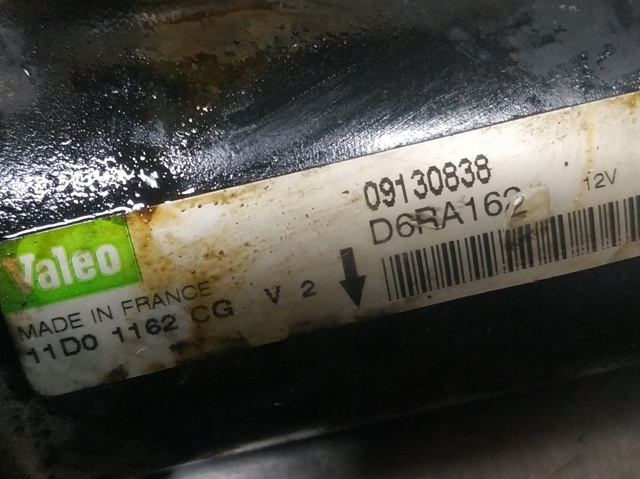 09130838
D6RA162
12V
Valeo
MADE IN FRANCE
V 2
11D0 1162 CG